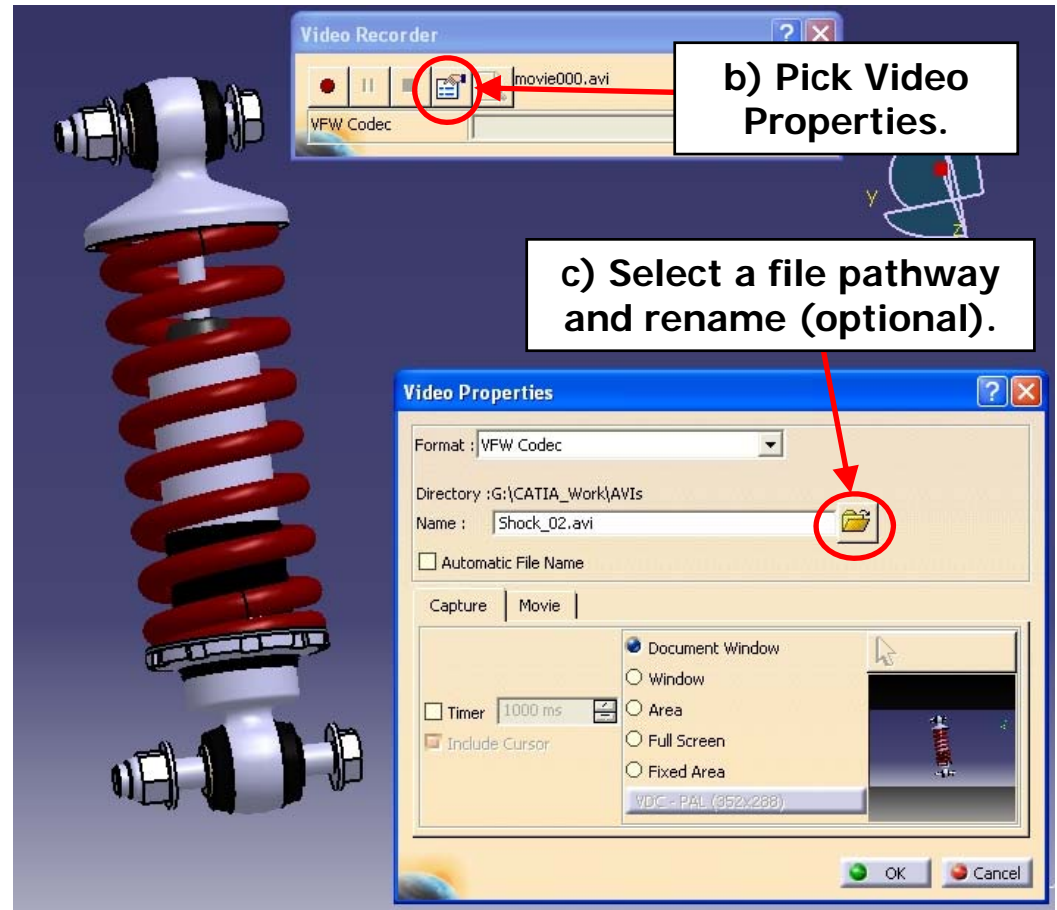 Video Recorder
movie000.avi
VFW Codec
b) Pick Video
Properties.
y
z
c) Select a file pathway
and rename (optional).
Video Properties
Format : VFW Codec
Directory :G:\CATIA_Work\AVIs
Name : Shock_02.avi
Automatic File Name
Capture Movie
Document Window
Window
Timer 1000 ms Area
Include Cursor Full Screen
Fixed Area
VDC - PAL (352x288)
OK Cancel